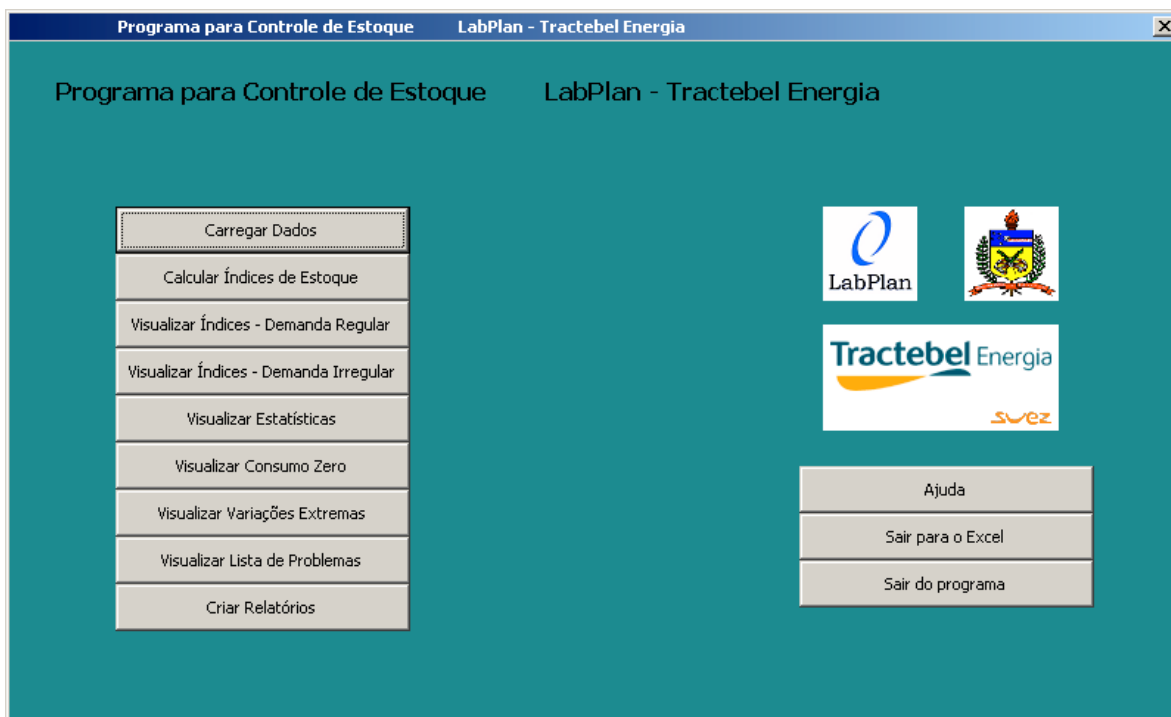 Programa para Controle de Estoque LabPlan - Tractebel Energia
Programa para Controle de Estoque LabPlan - Tractebel Energia
Carregar Dados
Calcular Índices de Estoque
Visualizar Índices - Demanda Regular
Visualizar Índices - Demanda Irregular
Visualizar Estatísticas
Visualizar Consumo Zero
Visualizar Variações Extremas
Visualizar Lista de Problemas
Criar Relatórios
LabPlan
Tractebel Energia
suez
Ajuda
Sair para o Excel
Sair do programa